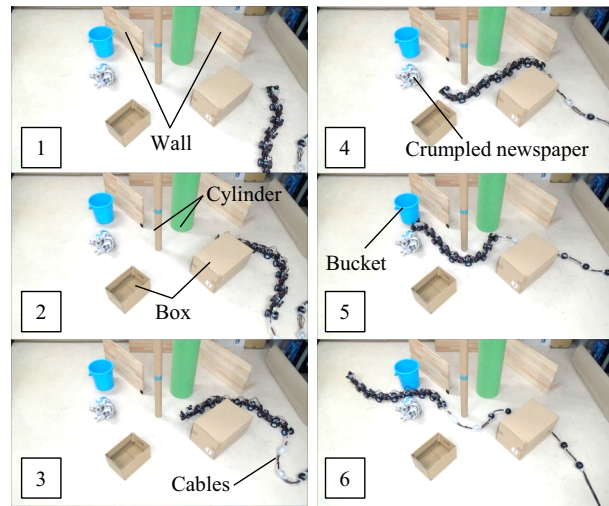 Wall
1
Cylinder
Box
2
Cables
3
Crumpled newspaper
4
Bucket
5
6